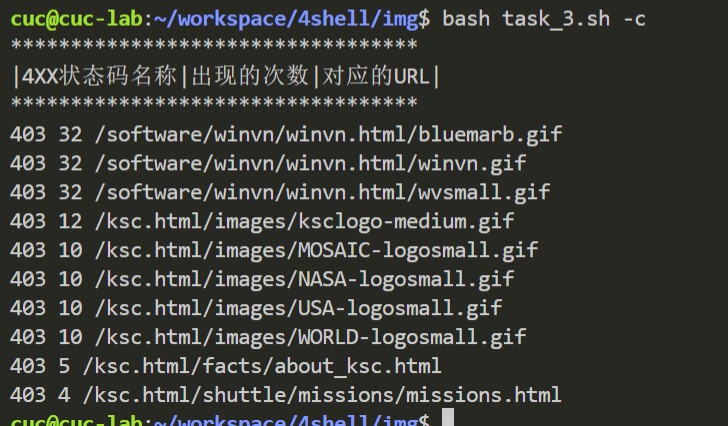 cuc@cuc-lab:~/workspace/4shell/img$ bash task_3.sh -c
**********************************
|4XX状态码名称|出现的次数|对应的URL|
**********************************
403 32 /software/winvn/winvn.html/bluemarb.gif
403 32 /software/winvn/winvn.html/winvn.gif
403 32 /software/winvn/winvn.html/wvsmall.gif
403 12 /ksc.html/images/ksclogo-medium.gif
403 10 /ksc.html/images/MOSAIC-logosmall.gif
403 10 /ksc.html/images/NASA-logosmall.gif
403 10 /ksc.html/images/USA-logosmall.gif
403 10 /ksc.html/images/WORLD-logosmall.gif
403 5 /ksc.html/facts/about_ksc.html
403 4 /ksc.html/shuttle/missions/missions.html
cuc@cuc-lab:~/workspace/4shell/img$